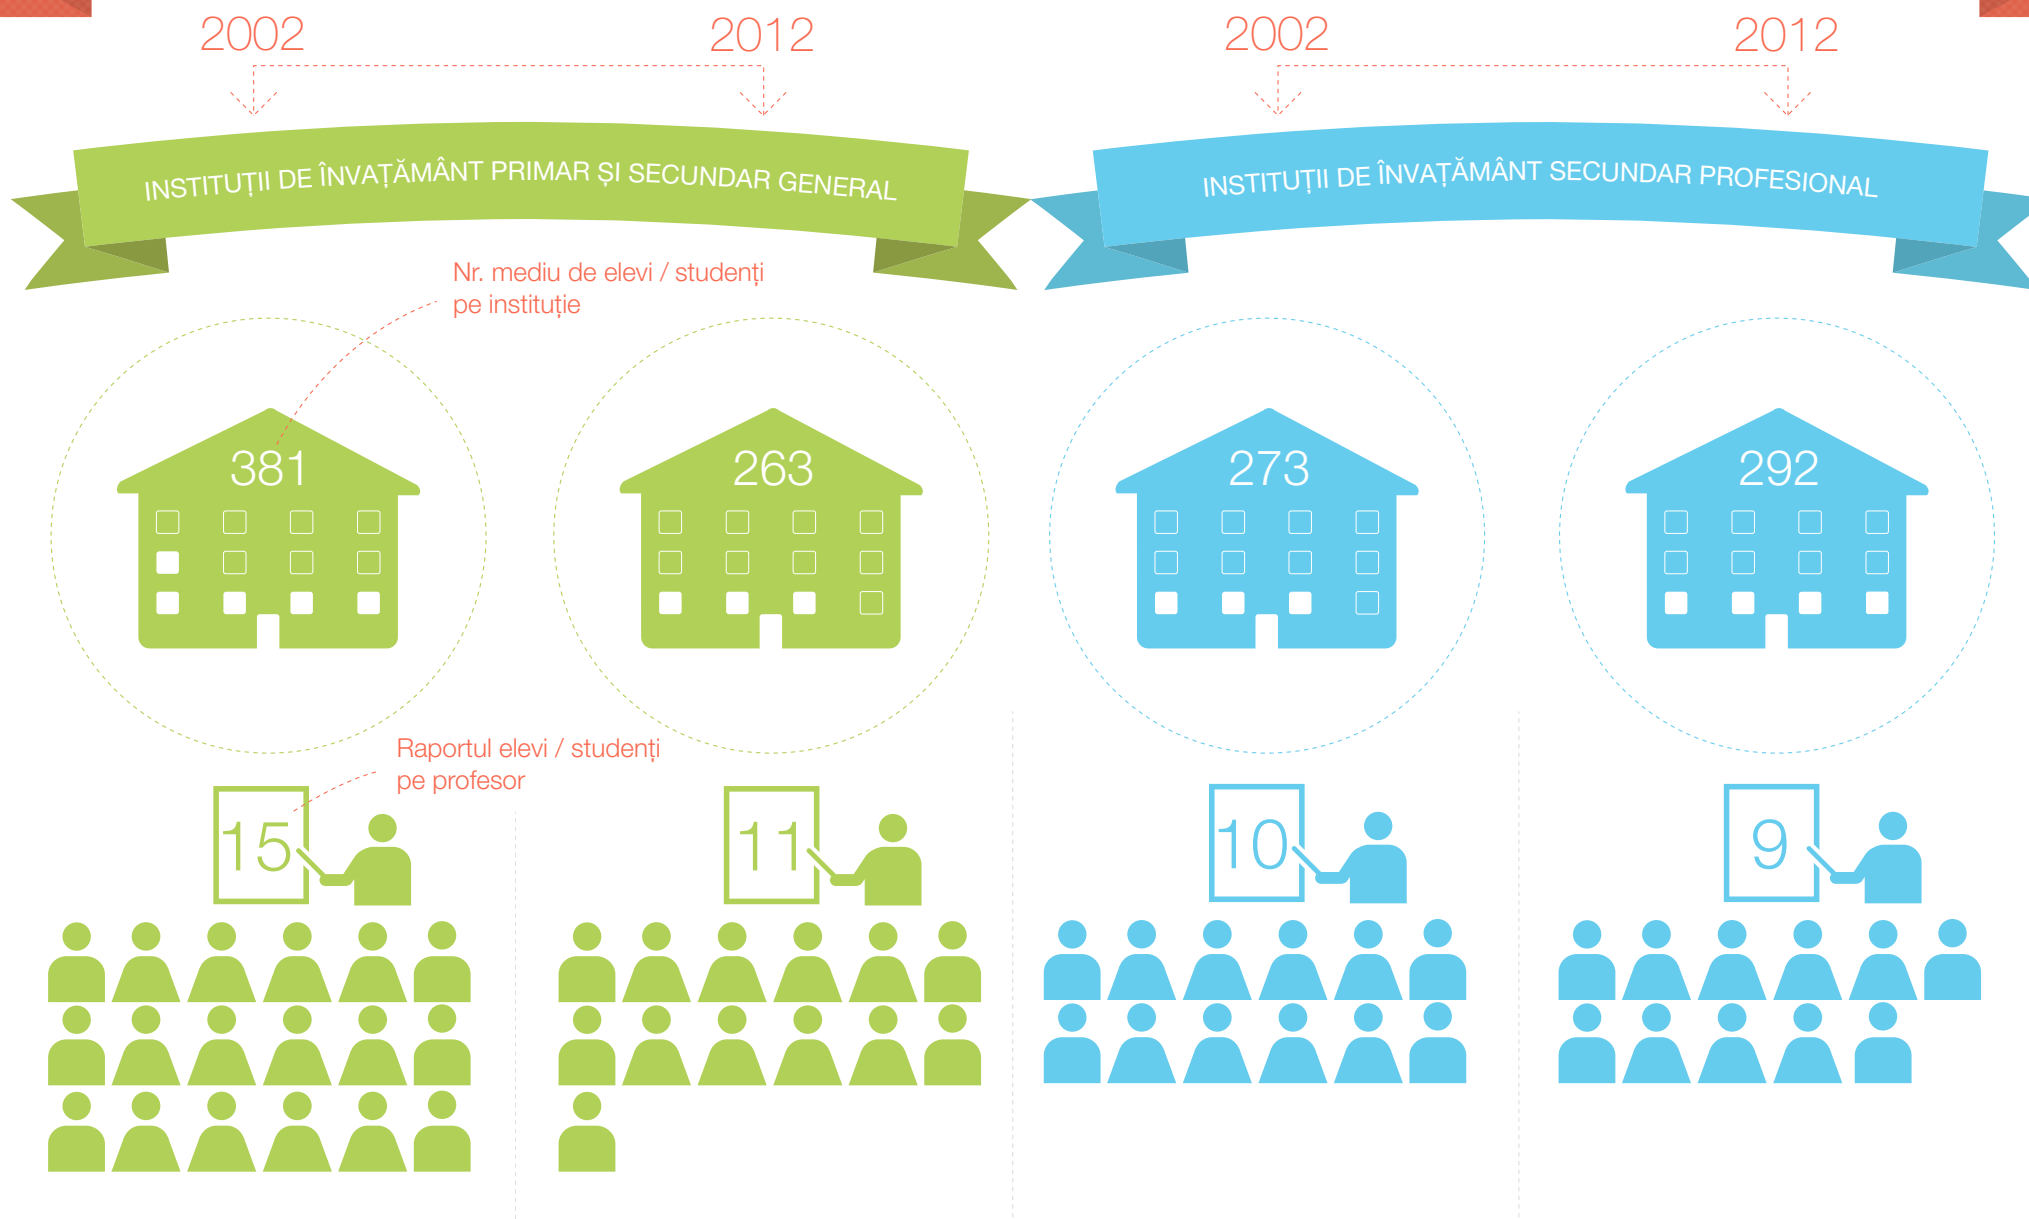 2002
2012
2002
2012
INSTITUȚII DE ÎNVAȚĂMÂNT PRIMAR ȘI SECUNDAR GENERAL
INSTITUȚII DE ÎNVAȚĂMÂNT SECUNDAR PROFESIONAL
Nr. mediu de elevi / studenți
pe instituție
381
263
273
292
Raportul elevi / studenți
pe profesor
15
11
10
9